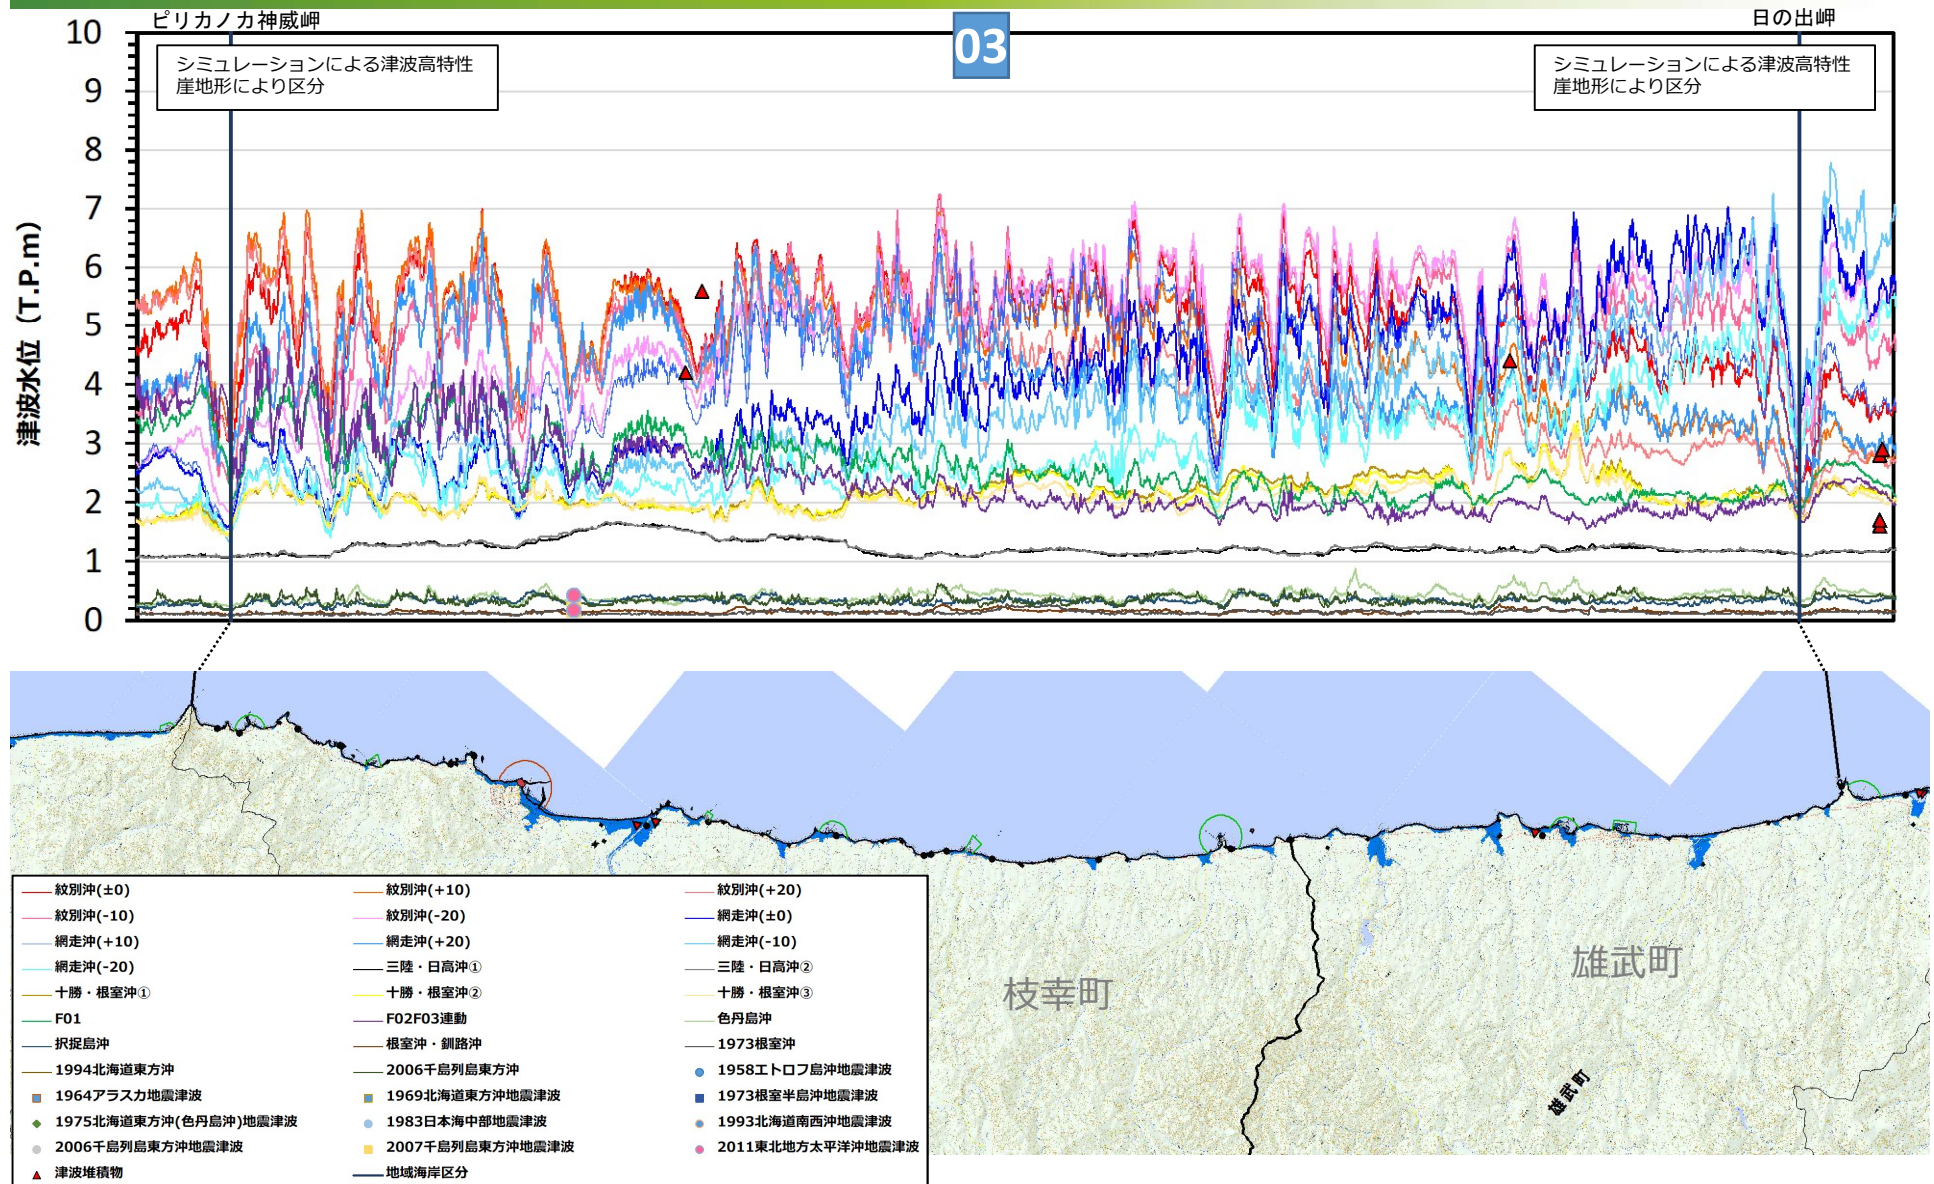 ピリカノカ神威岬
日の出岬
03
シミュレーションによる津波高特性
崖地形により区分
シミュレーションによる津波高特性
崖地形により区分
津波水位（T.P.m）
10
9
8
7
6
5
4
3
2
1
0
枝幸町
雄武町
雄武町
紋別沖(±0)
紋別沖(+10)
紋別沖(+20)
紋別沖(-10)
紋別沖(-20)
網走沖(±0)
網走沖(+10)
網走沖(+20)
網走沖(-10)
網走沖(-20)
三陸・日高沖①
三陸・日高沖②
十勝・根室沖①
十勝・根室沖②
十勝・根室沖③
F01
F02F03連動
色丹島沖
択捉島沖
根室沖・釧路沖
1973根室沖
1994北海道東方沖
2006千島列島東方沖
1958エトロフ島沖地震津波
1964アラスカ地震津波
1969北海道東方沖地震津波
1973根室半島沖地震津波
1975北海道東方沖(色丹島沖)地震津波
1983日本海中部地震津波
1993北海道南西沖地震津波
2006千島列島東方沖地震津波
2007千島列島東方沖地震津波
2011東北地方太平洋沖地震津波
津波堆積物
地域海岸区分